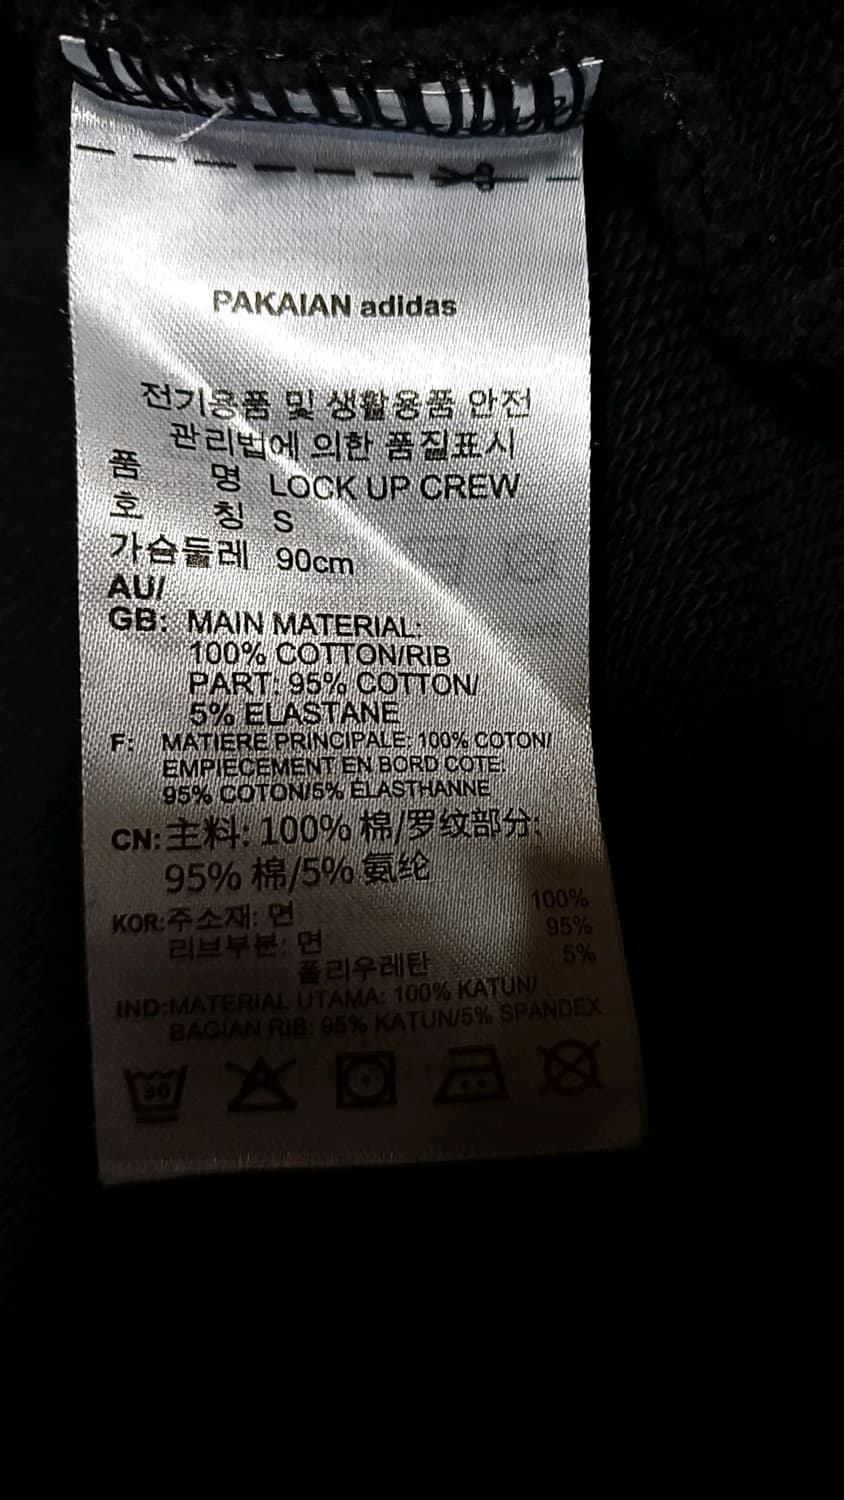 PAKAIAN adidas
전기용품 및 생활용품 안전
관리법에 의한 품질표시
품 명 LOCK UP CREW
호 칭 S
가슴둘레 90cm
AU/
GB: MAIN MATERIAL:
100% COTTON/RIB
PART: 95% COTTON/
5% ELASTANE
F: MATIERE PRINCIPALE: 100% COTON/
EMPIECEMENT EN BORD COTE:
95% COTON/5% ÉLASTHANNE
CN: 主料: 100% 棉/罗纹部分:
95% 棉/5% 氨纶
KOR: 주소재: 면 100%
리브부분: 면 95%
폴리우레탄 5%
IND:MATERIAL UTAMA: 100% KATUN/
BAGIAN RIB: 95% KATUN/5% SPANDEX
30